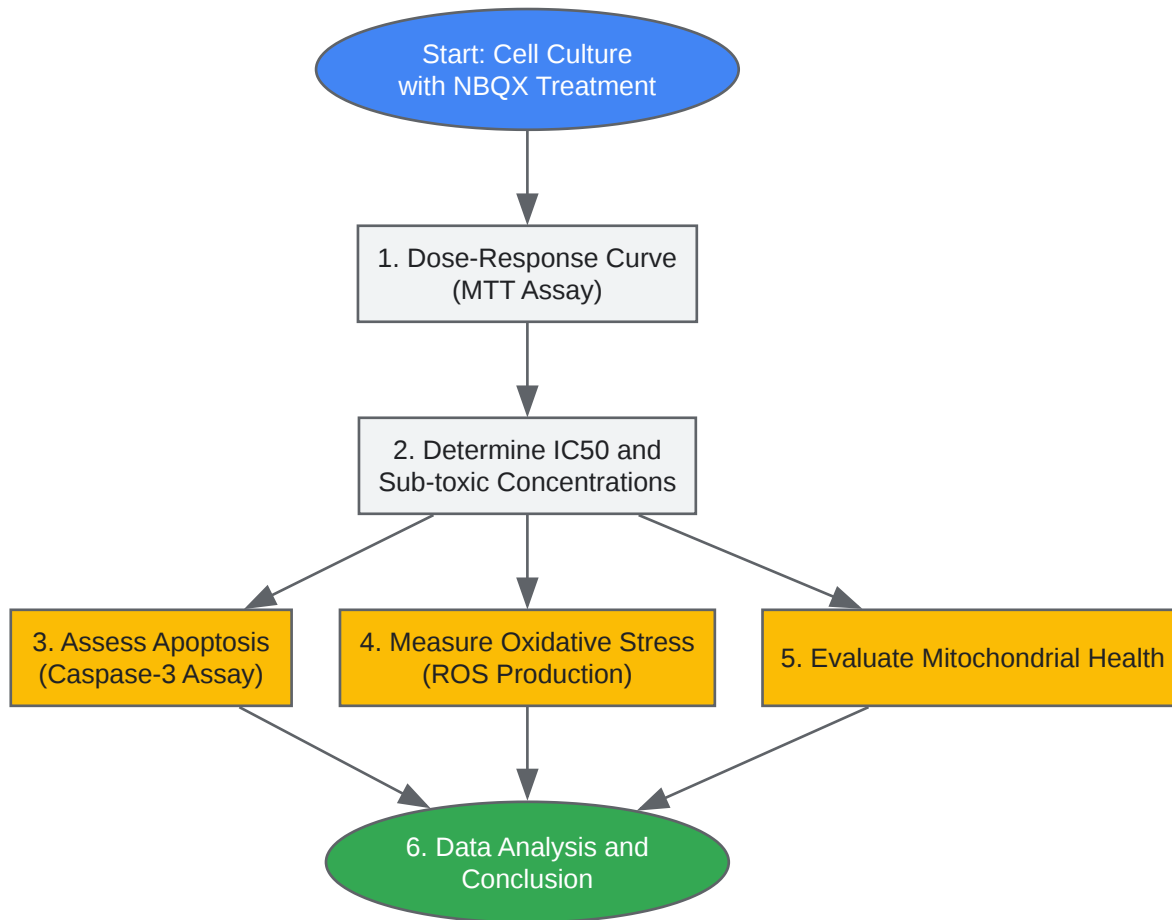 Start: Cell Culture
with NBQX Treatment
1. Dose-Response Curve
(MTT Assay)
2. Determine IC50 and
Sub-toxic Concentrations
3. Assess Apoptosis
(Caspase-3 Assay)
4. Measure Oxidative Stress
(ROS Production)
5. Evaluate Mitochondrial Health
6. Data Analysis and
Conclusion